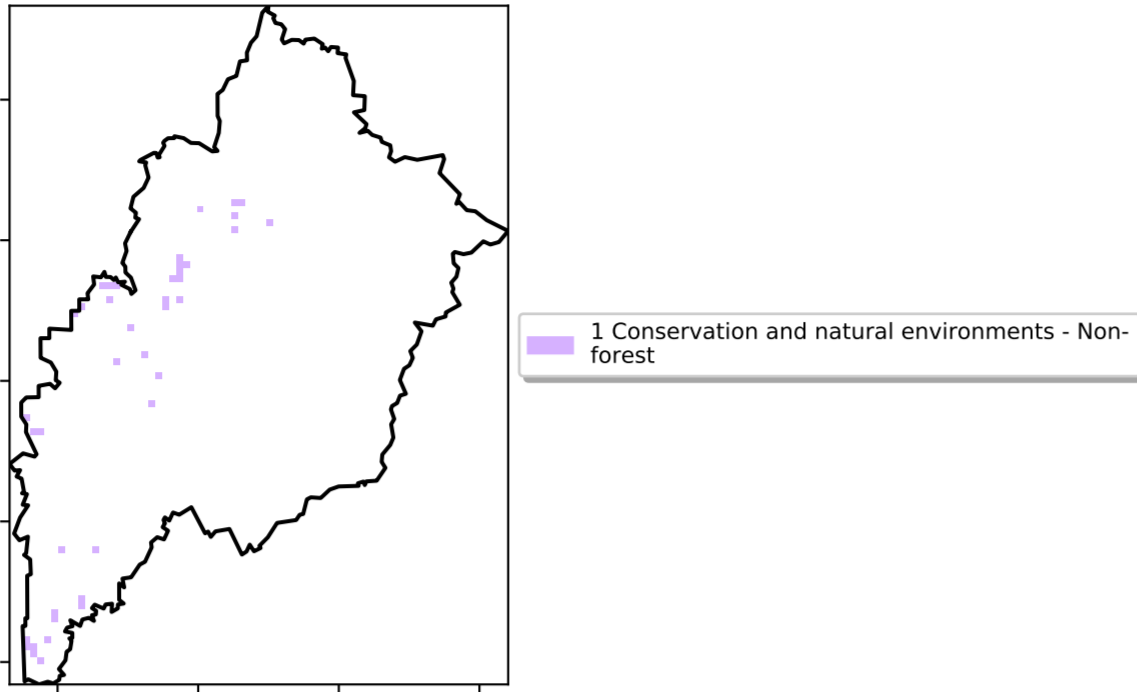 1 Conservation and natural environments - Non-
forest